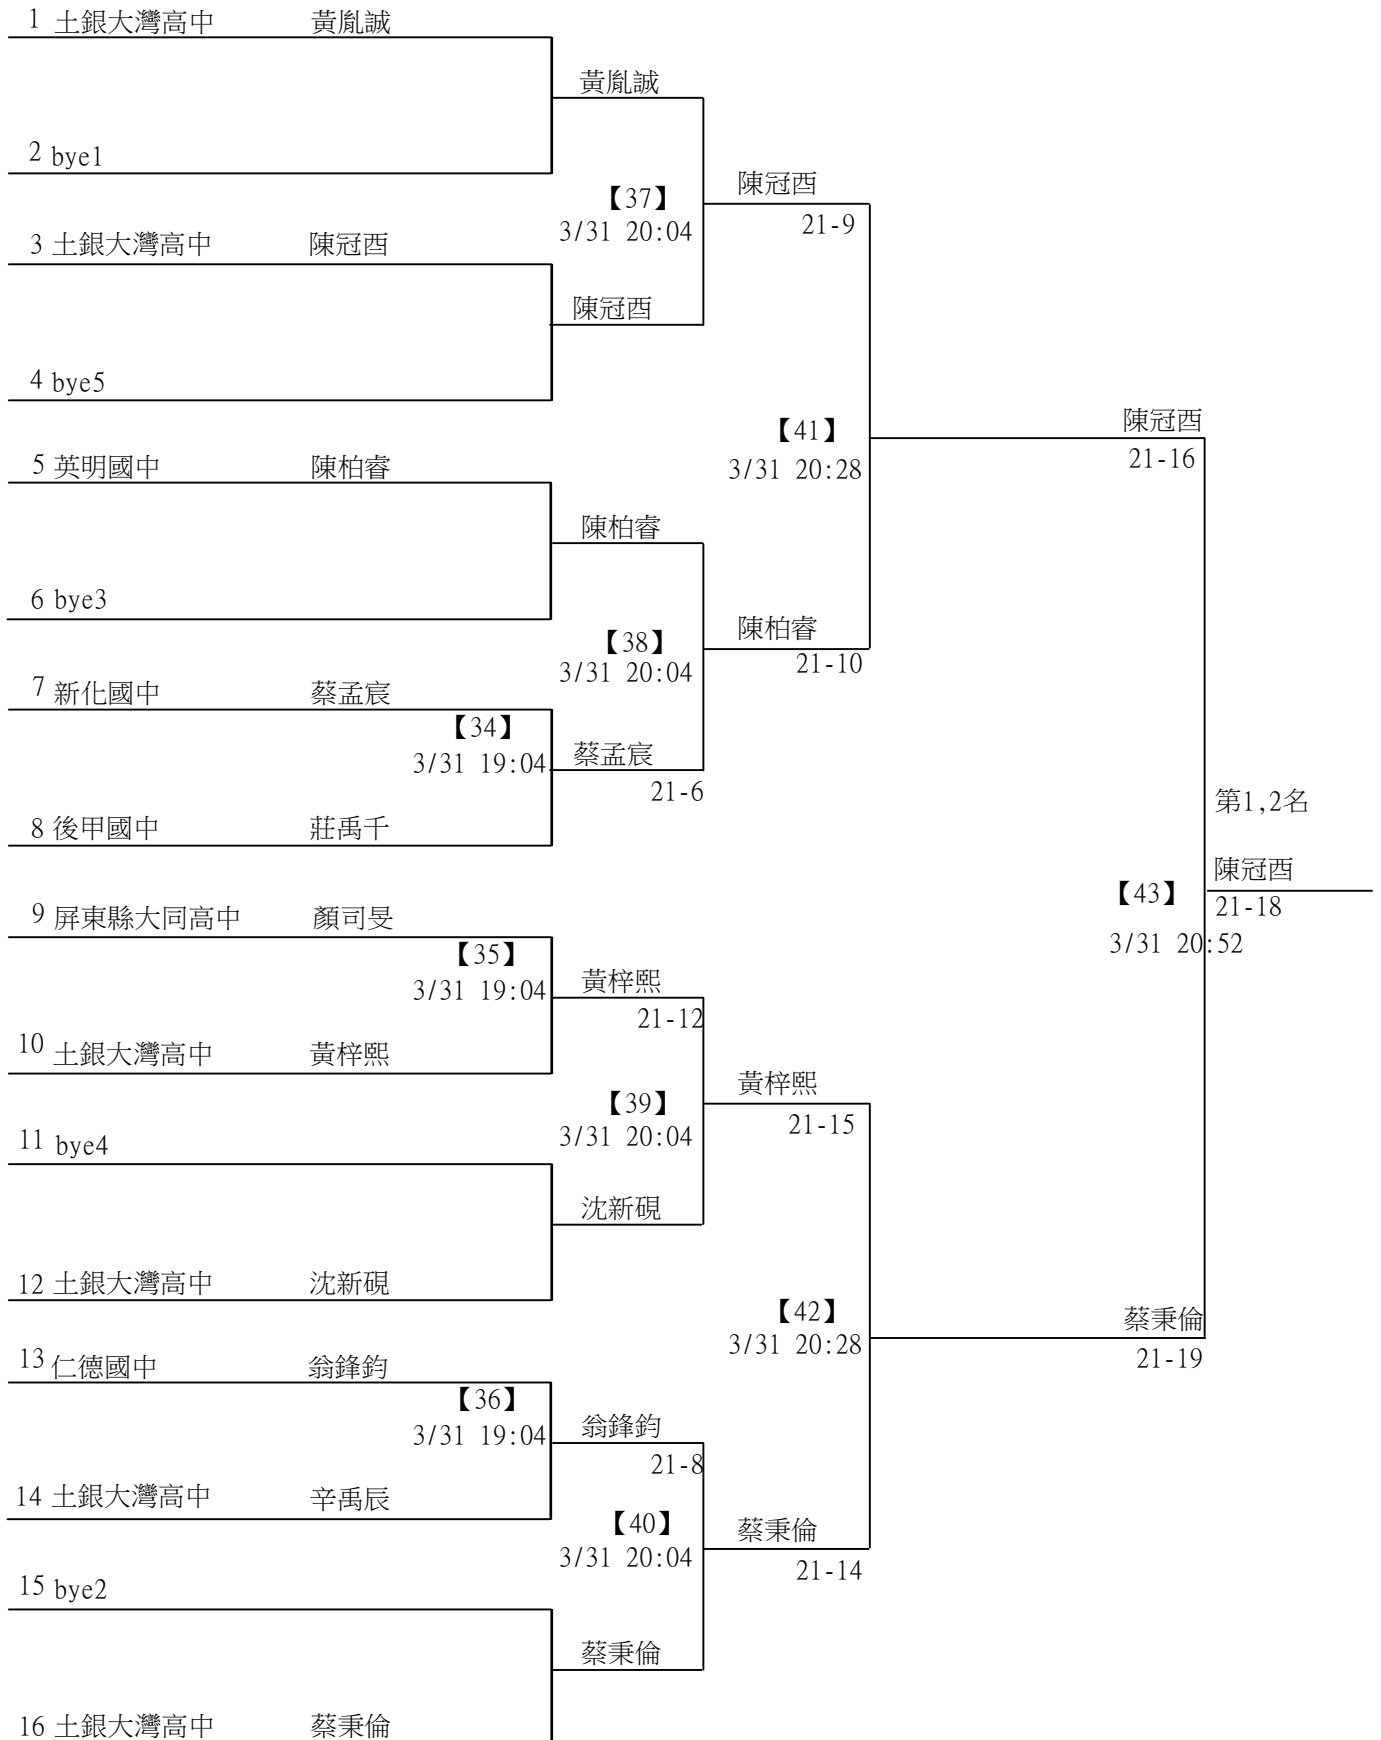 1 土銀大灣高中 黃胤誠
黃胤誠
2 bye1
【37】
3/31 20:04
陳冠酉
21-9
3 土銀大灣高中 陳冠酉
陳冠酉
4 bye5
【41】
3/31 20:28
陳冠酉
21-16
5 英明國中 陳柏睿
陳柏睿
6 bye3
【38】
3/31 20:04
陳柏睿
21-10
7 新化國中 蔡孟宸
【34】
3/31 19:04
蔡孟宸
21-6
8 後甲國中 莊禹千
第1,2名
陳冠酉
21-18
【43】
3/31 20:52
9 屏東縣大同高中 顏司旻
【35】
3/31 19:04
黃梓熙
21-12
10 土銀大灣高中 黃梓熙
【39】
3/31 20:04
黃梓熙
21-15
11 bye4
沈新硯
12 土銀大灣高中 沈新硯
【42】
3/31 20:28
蔡秉倫
21-19
13 仁德國中 翁鋒鈞
【36】
3/31 19:04
翁鋒鈞
21-8
14 土銀大灣高中 辛禹辰
【40】
3/31 20:04
蔡秉倫
21-14
15 bye2
蔡秉倫
16 土銀大灣高中 蔡秉倫